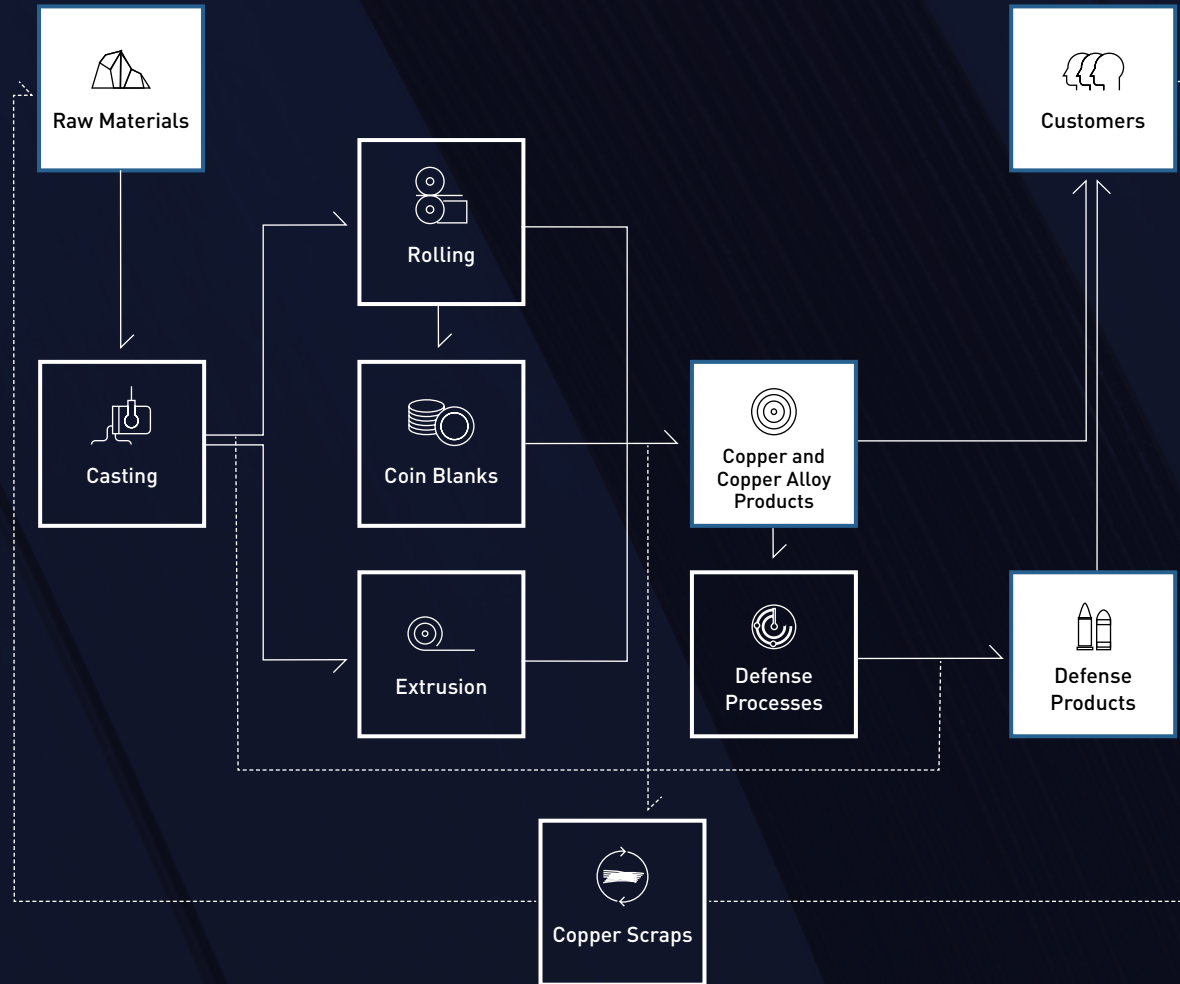 Raw Materials
Customers
Rolling
Casting
Coin Blanks
Copper and
Copper Alloy
Products
Extrusion
Defense
Processes
Defense
Products
Copper Scraps